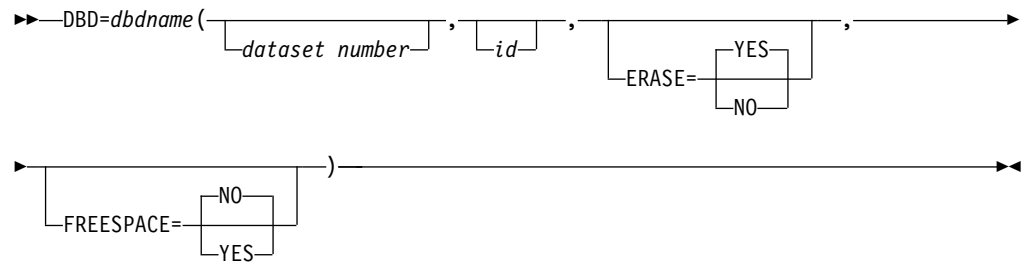 DBD=dbdname( , , ,
dataset number id YES
ERASE=
NO
)
NO
FREESPACE=
YES